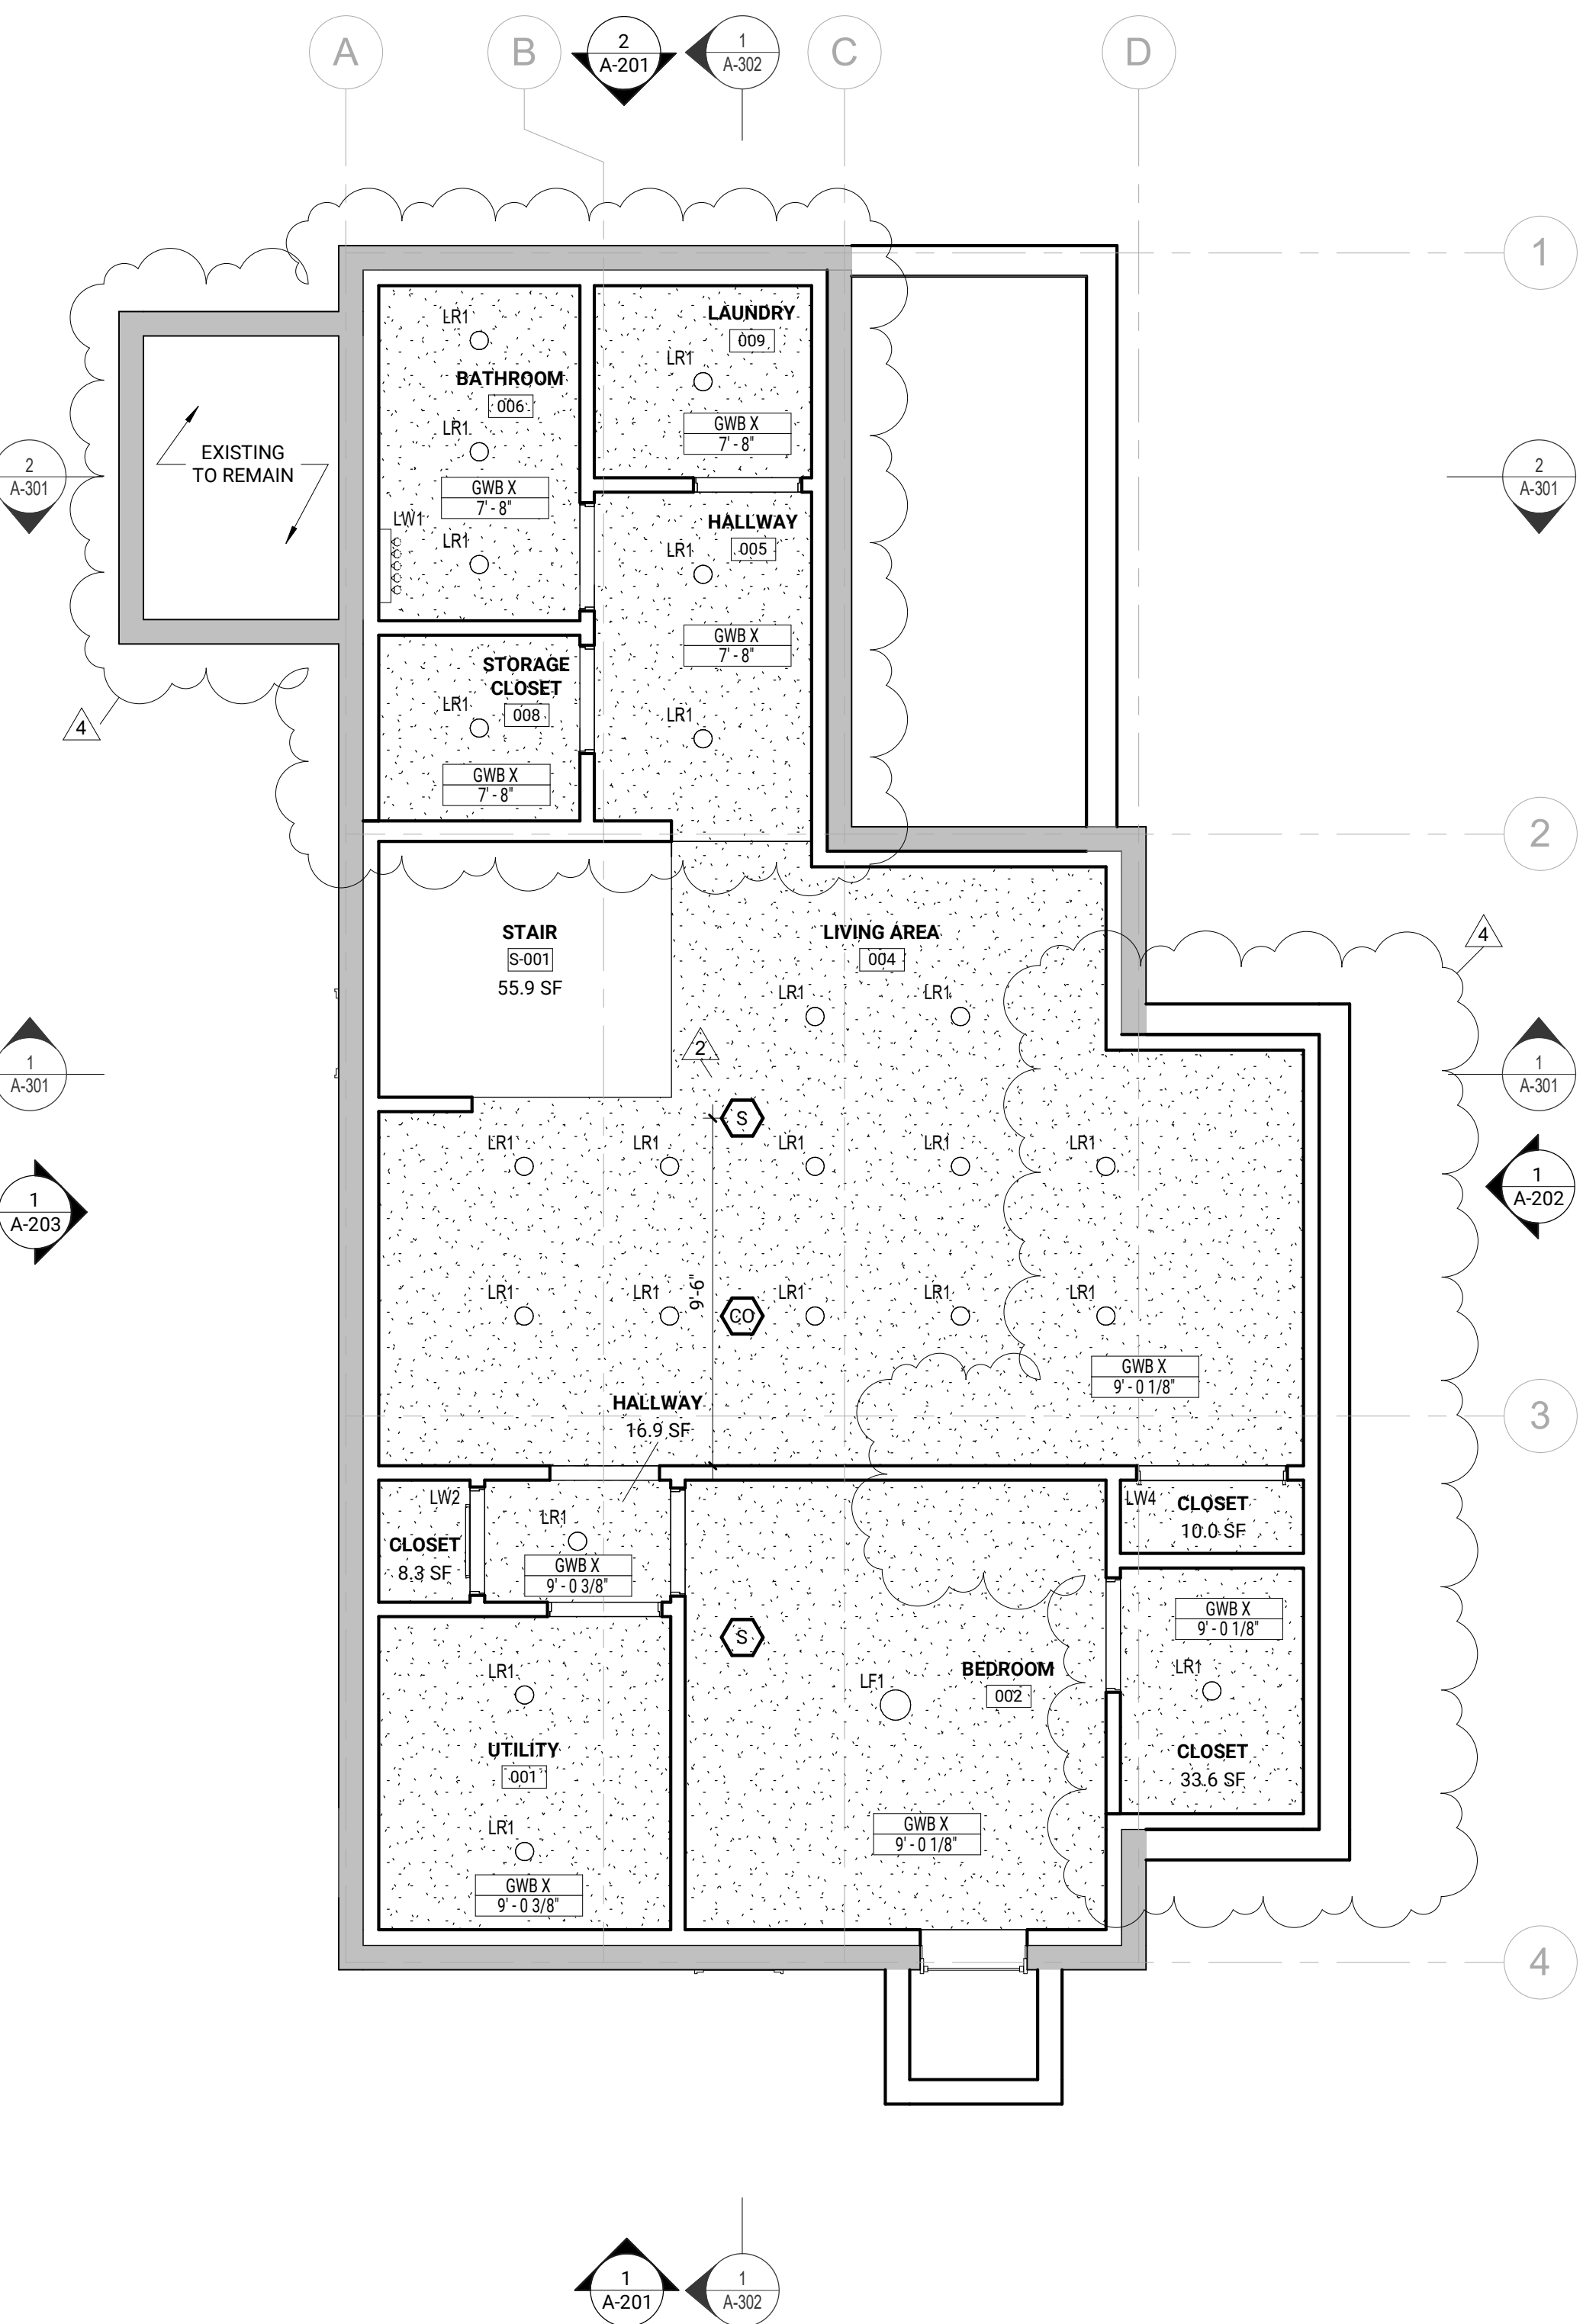 A
B
2
A-201
1
A-302
C
D
1
LR1
LAUNDRY
009
LR1
BATHROOM
006
LR1
GWB X
7' - 8"
EXISTING
TO REMAIN
2
A-301
GWB X
7' - 8"
2
A-301
LW1
LR1
HALLWAY
005
LR1
GWB X
7' - 8"
STORAGE
CLOSET
008
LR1
LR1
4
GWB X
7' - 8"
2
STAIR
S-001
55.9 SF
LIVING AREA
004
4
LR1
LR1
2
1
A-301
1
A-301
S
LR1
LR1
LR1
LR1
LR1
1
A-203
1
A-202
LR1
LR1
9'-6"
CO
LR1
LR1
LR1
GWB X
9' - 0 1/8"
HALLWAY
16.9 SF
3
LW2
LR1
CLOSET
8.3 SF
GWB X
9' - 0 3/8"
LW4
CLOSET
10.0 SF
S
GWB X
9' - 0 1/8"
LR1
LF1
BEDROOM
002
LR1
UTILITY
001
CLOSET
33.6 SF
LR1
GWB X
9' - 0 1/8"
GWB X
9' - 0 3/8"
4
1
A-201
1
A-302